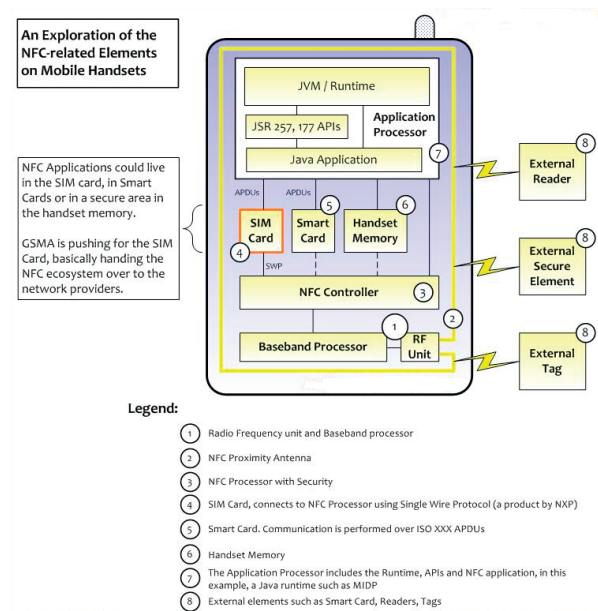 An Exploration of the
NFC-related Elements
on Mobile Handsets
JVM / Runtime
JSR 257, 177 APIs
Application
Processor
Java Application
7
NFC Applications could live
in the SIM card, in Smart
Cards or in a secure area in
the handset memory.
GSMA is pushing for the SIM
Card, basically handing the
NFC ecosystem over to the
network providers.
APDUs
APDUs
SIM
Card
4
Smart
Card
5
Handset
Memory
6
SWP
NFC Controller
3
2
1
Baseband Processor
RF
Unit
8
External
Reader
8
External
Secure
Element
8
External
Tag
Legend:
1 Radio Frequency unit and Baseband processor
2 NFC Proximity Antenna
3 NFC Processor with Security
4 SIM Card, connects to NFC Processor using Single Wire Protocol (a product by NXP)
5 Smart Card. Communication is performed over ISO XXX APDUs
6 Handset Memory
7 The Application Processor includes the Runtime, APIs and NFC application, in this
example, a Java runtime such as MIDP
8 External elements such as Smart Card, Readers, Tags